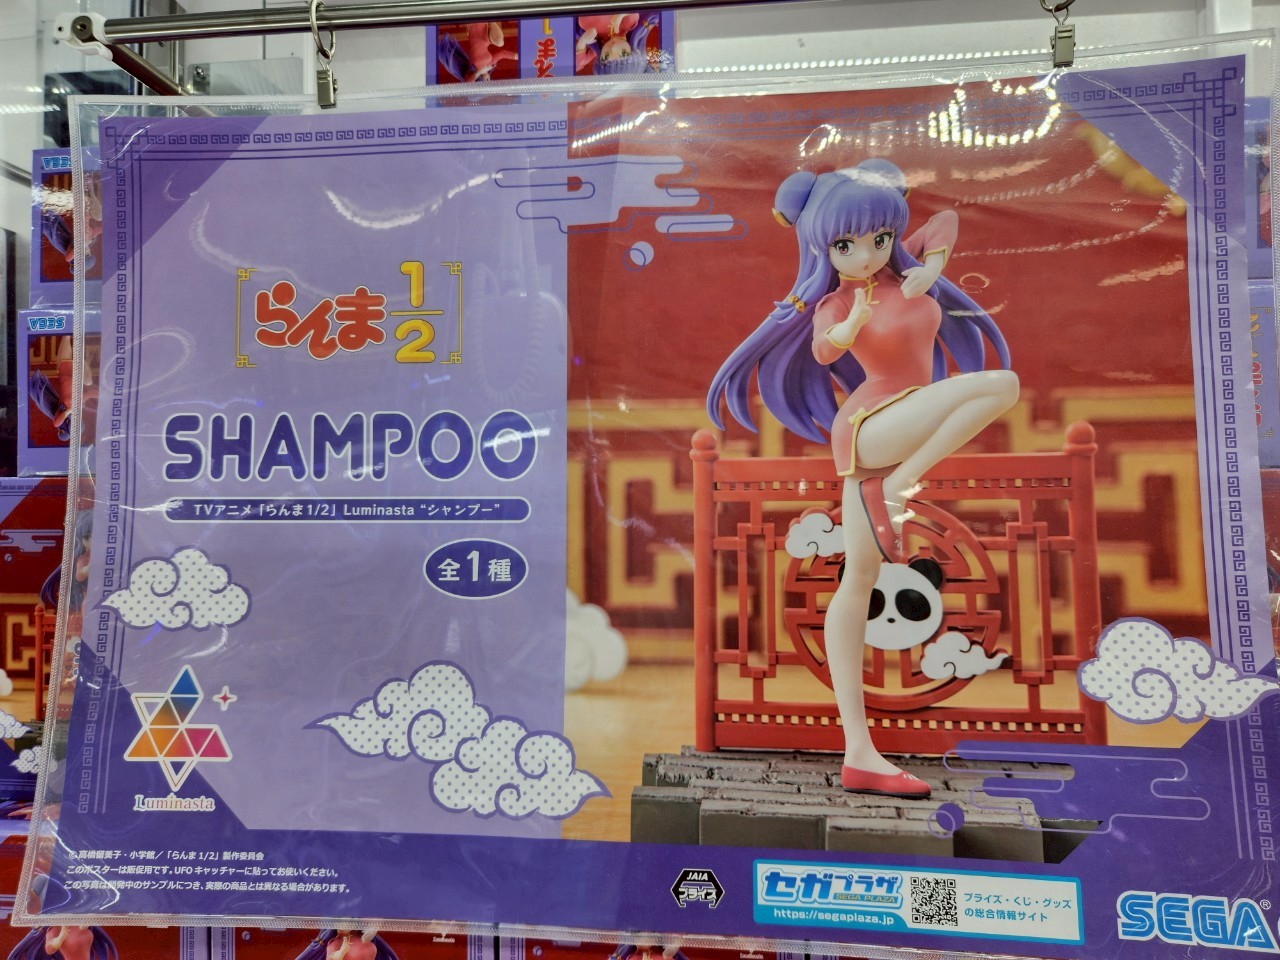 らんま1/2
SHAMPOO
TVアニメ「らんま1/2」Luminasta “シャンプー”
全1種
Luminasta
©高橋留美子・小学館／「らんま1/2」製作委員会
このポスターは販促用です。UFOキャッチャーに貼ってお使いください。
この写真は開発中のサンプルにつき、実際の商品とは異なる場合があります。
JAIA
プライズ
セガプラザ
SEGA PLAZA
https://segaplaza.jp/
プライズ・くじ・グッズ
の総合情報サイト
SEGA®
SEGA
SEGA